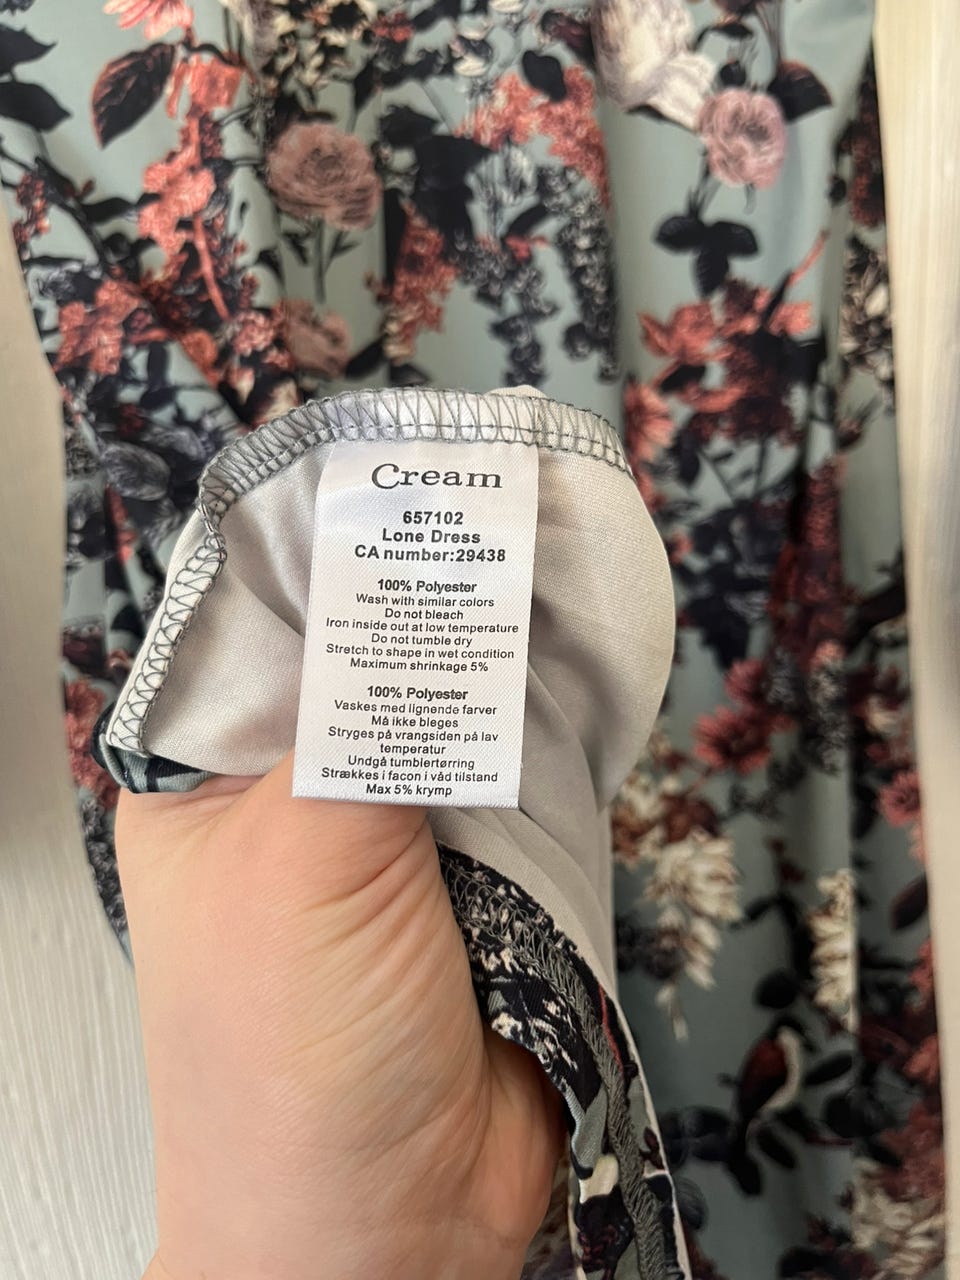 Cream
657102
Lone Dress
CA number:29438
100% Polyester
Wash with similar colors
Do not bleach
Iron inside out at low temperature
Do not tumble dry
Stretch to shape in wet condition
Maximum shrinkage 5%
100% Polyester
Vaskes med lignende farver
Må ikke bleges
Stryges på vrangsiden på lav
temperatur
Undgå tumblertørring
Strækkes i facon i våd tilstand
Max 5% krymp